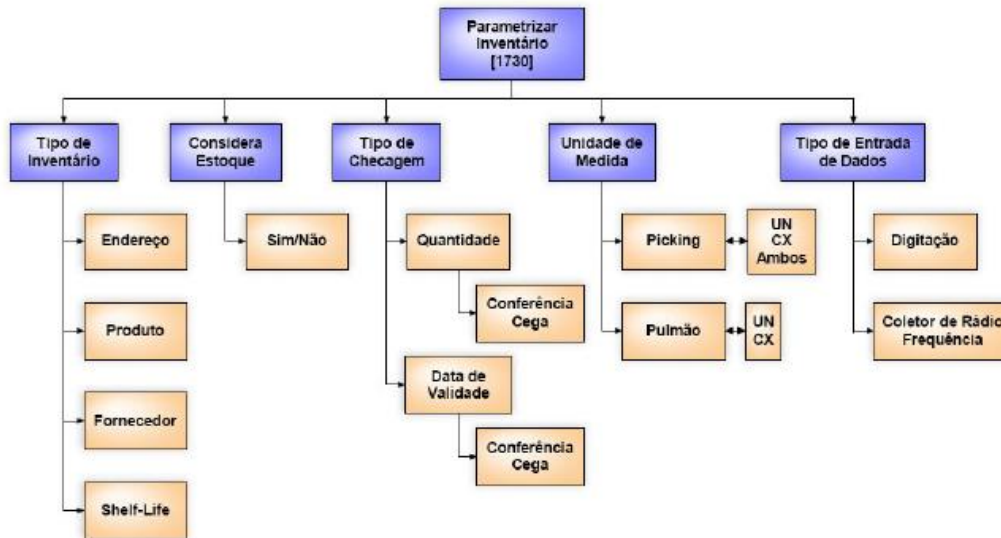 Parametrizar
Inventário
[1730]
Tipo de
Inventário
Considera
Estoque
Tipo de
Checagem
Unidade de
Medida
Tipo de Entrada
de Dados
Endereço
Sim/Não
Quantidade
Picking
UN
CX
Ambos
Digitação
Conferência
Cega
Produto
Pulmão
UN
CX
Coletor de Rádio
Frequência
Data de
Validade
Fornecedor
Conferência
Cega
Shelf-Life